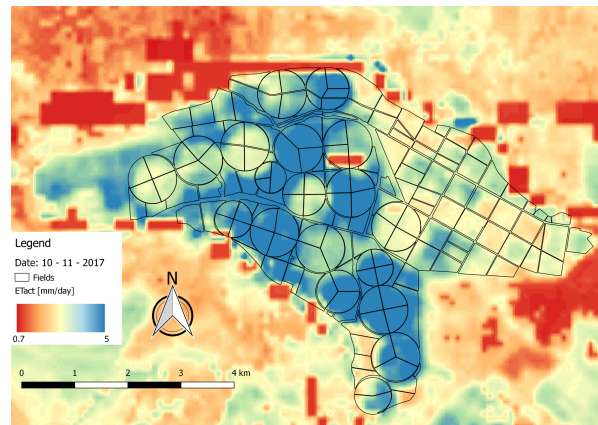 Legend
Date: 10 - 11 - 2017
Fields
ETact [mm/day]
0.7 5
N
0 1 2 3 4 km